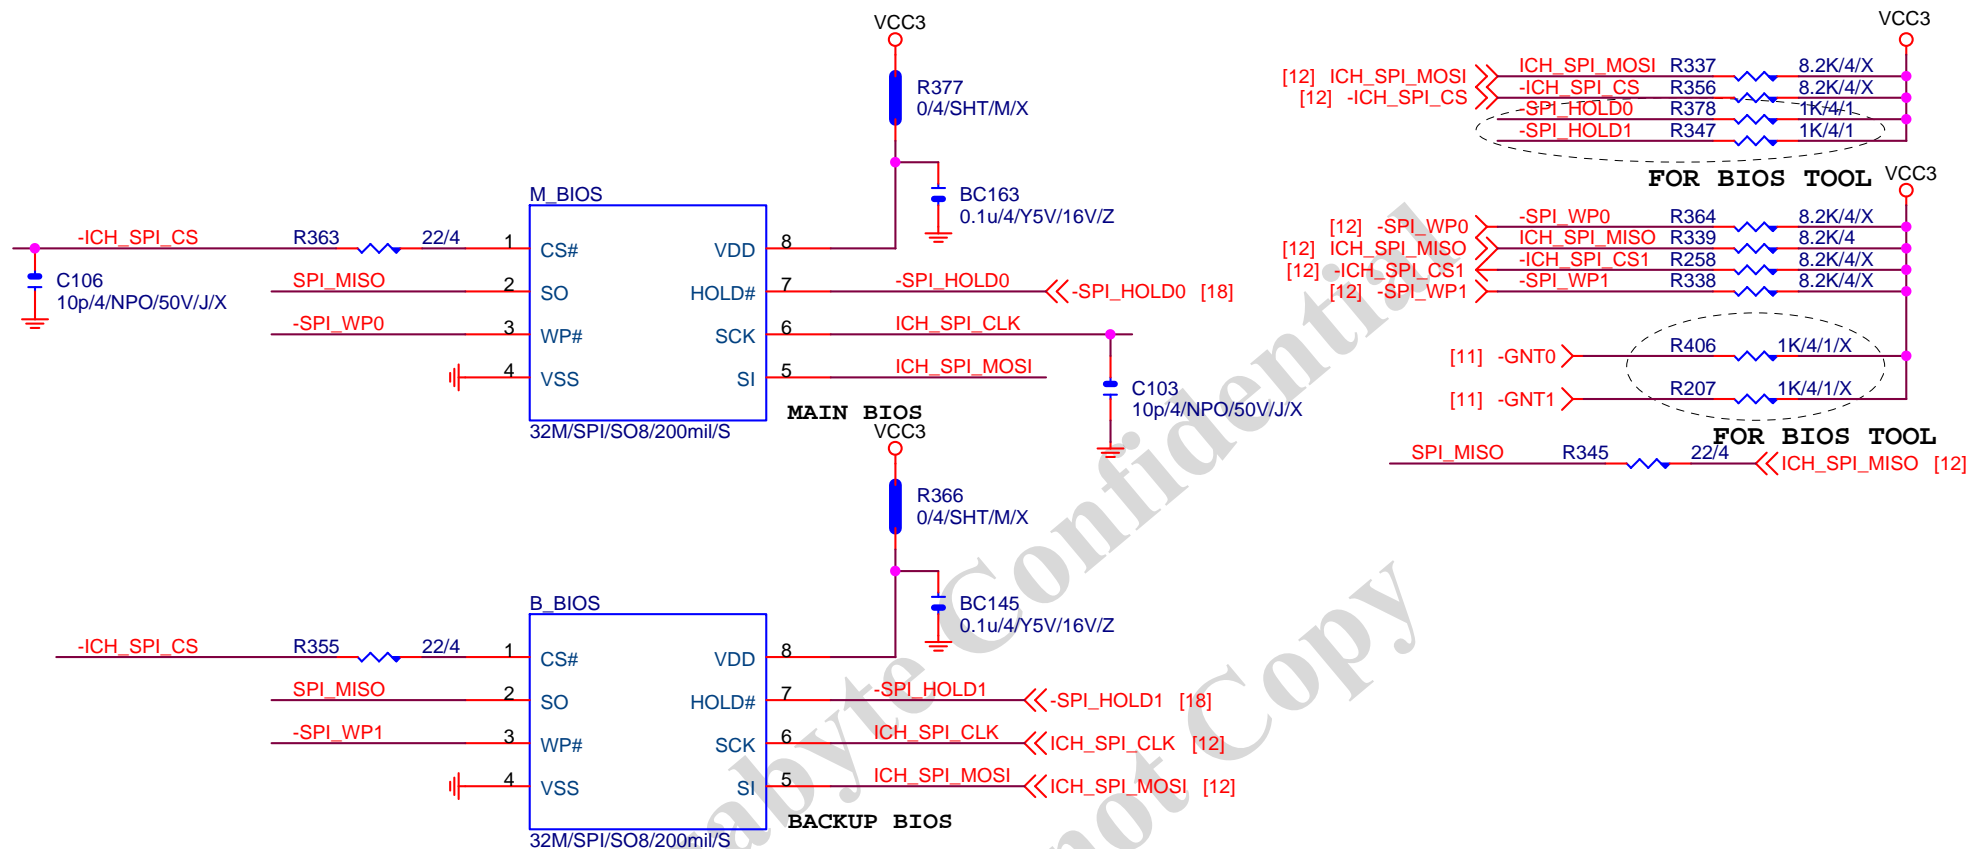 VCC3
R377
0/4/SHT/M/X
BC163
0.1u/4/Y5V/16V/Z
M_BIOS
-ICH_SPI_CS R363 22/4 1 CS# VDD 8
C106
10p/4/NPO/50V/J/X
SPI_MISO 2 SO HOLD# 7 -SPI_HOLD0 -SPI_HOLD0 [18]
-SPI_WP0 3 WP# SCK 6 ICH_SPI_CLK
4 VSS SI 5 ICH_SPI_MOSI
C103
10p/4/NPO/50V/J/X
MAIN BIOS
32M/SPI/SO8/200mil/S
VCC3
R366
0/4/SHT/M/X
BC145
0.1u/4/Y5V/16V/Z
B_BIOS
-ICH_SPI_CS R355 22/4 1 CS# VDD 8
SPI_MISO 2 SO HOLD# 7 -SPI_HOLD1 -SPI_HOLD1 [18]
-SPI_WP1 3 WP# SCK 6 ICH_SPI_CLK ICH_SPI_CLK [12]
4 VSS SI 5 ICH_SPI_MOSI ICH_SPI_MOSI [12]
BACKUP BIOS
32M/SPI/SO8/200mil/S
VCC3
[12] ICH_SPI_MOSI ICH_SPI_MOSI R337 8.2K/4/X
[12] -ICH_SPI_CS -ICH_SPI_CS R356 8.2K/4/X
-SPI_HOLD0 R378 1K/4/1
-SPI_HOLD1 R347 1K/4/1
FOR BIOS TOOL
VCC3
[12] -SPI_WP0 -SPI_WP0 R364 8.2K/4/X
[12] ICH_SPI_MISO ICH_SPI_MISO R339 8.2K/4
[12] -ICH_SPI_CS1 -ICH_SPI_CS1 R258 8.2K/4/X
[12] -SPI_WP1 -SPI_WP1 R338 8.2K/4/X
[11] -GNT0 R406 1K/4/1/X
[11] -GNT1 R207 1K/4/1/X
FOR BIOS TOOL
SPI_MISO R345 22/4 ICH_SPI_MISO [12]
Confidential
not Copy